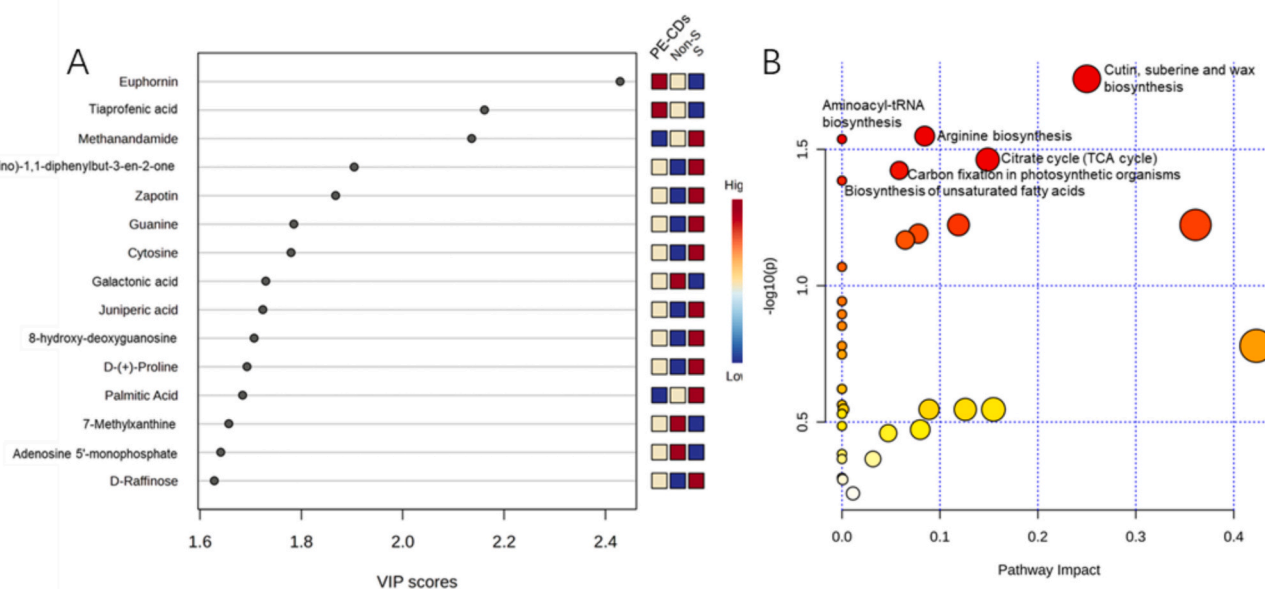 A
PE-CDs
Non-S
S
Euphornin
Tiaprofenic acid
Methanandamide
no)-1,1-diphenylbut-3-en-2-one
Zapotin
Guanine
Cytosine
Galactonic acid
Juniperic acid
8-hydroxy-deoxyguanosine
D-(+)-Proline
Palmitic Acid
7-Methylxanthine
Adenosine 5'-monophosphate
D-Raffinose
1.6 1.8 2.0 2.2 2.4
VIP scores
Hig
Lo
B
Cutin, suberine and wax
biosynthesis
Aminoacyl-tRNA
biosynthesis
Arginine biosynthesis
Citrate cycle (TCA cycle)
Carbon fixation in photosynthetic organisms
Biosynthesis of unsaturated fatty acids
-log10(p)
1.5
1.0
0.5
0.0 0.1 0.2 0.3 0.4
Pathway Impact